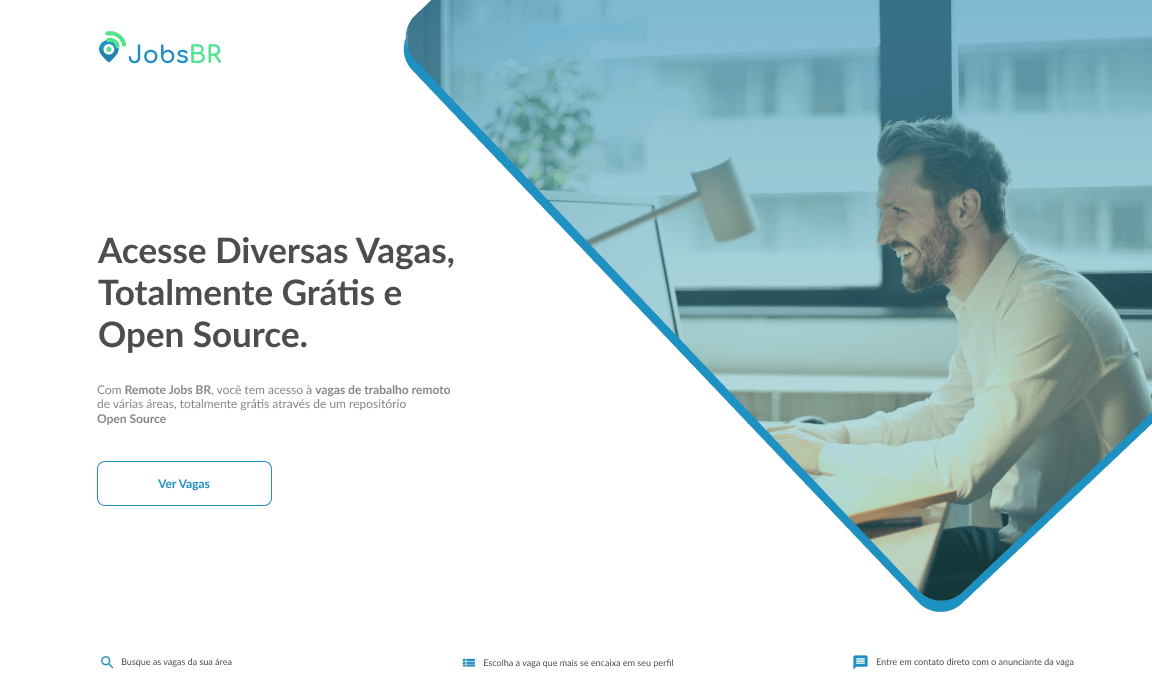 JobsBR
Acesse Diversas Vagas,
Totalmente Grátis e
Open Source.
Com Remote Jobs BR, você tem acesso à vagas de trabalho remoto
de várias áreas, totalmente grátis através de um repositório
Open Source
Ver Vagas
Busque as vagas da sua área
Escolha a vaga que mais se encaixa em seu perfil
Entre em contato direto com o anunciante da vaga